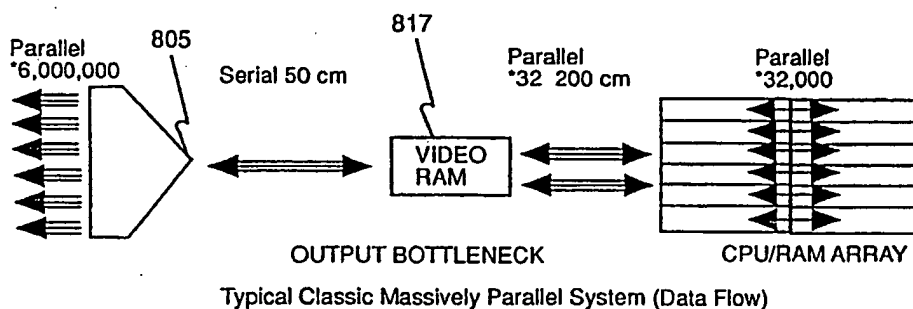 805
817
Parallel
*6,000,000
Serial 50 cm
Parallel
*32 200 cm
Parallel
*32,000
VIDEO
RAM
OUTPUT BOTTLENECK
CPU/RAM ARRAY
Typical Classic Massively Parallel System (Data Flow)